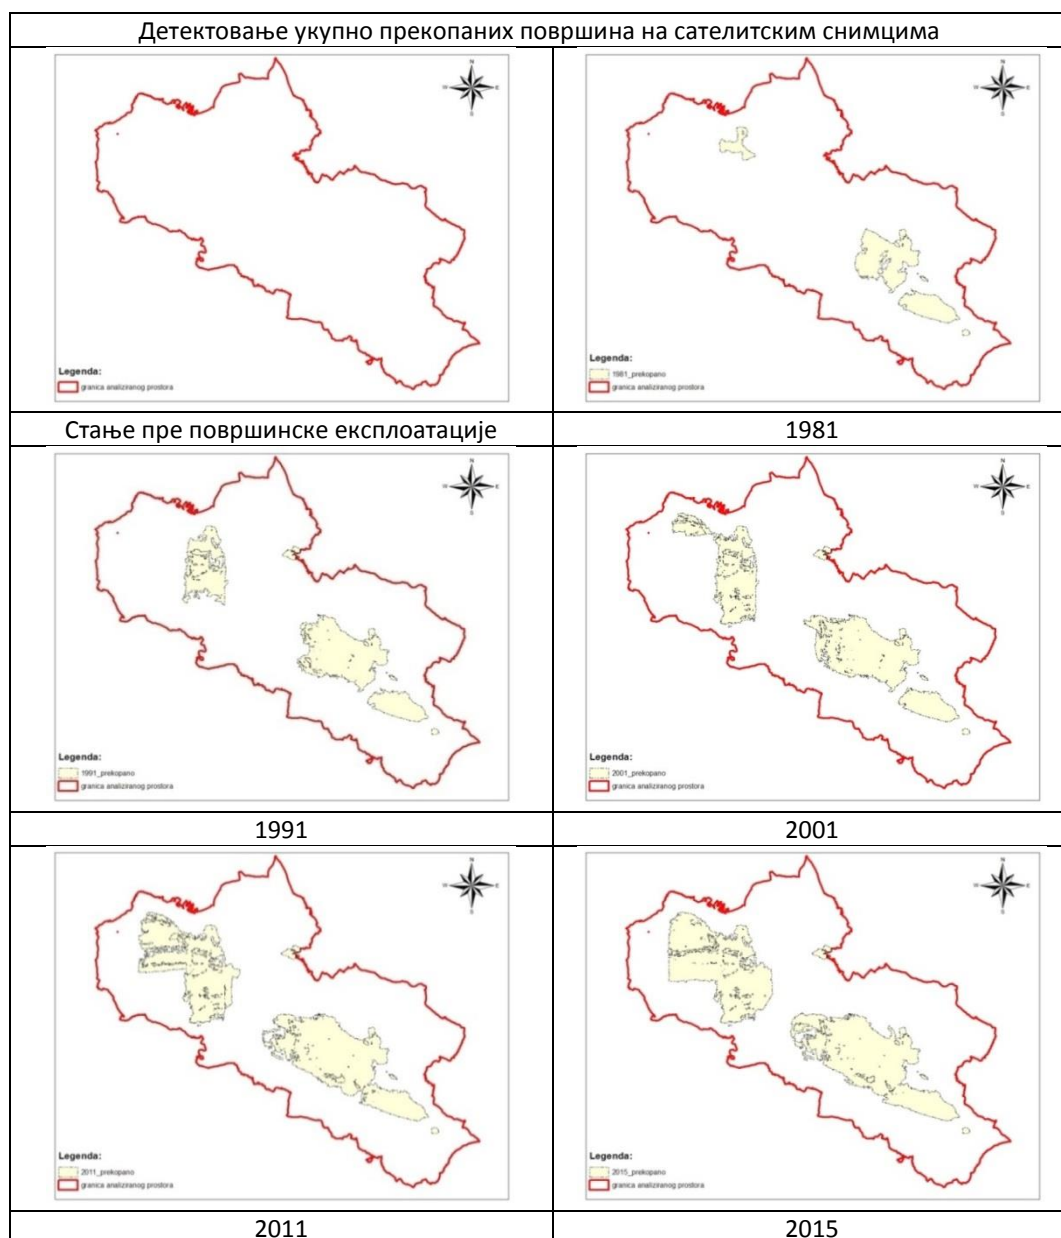 Детектовање укупно прекопаних површина на сателитским снимцима
N
W E
S
Legenda:
granica analiziranog prostora
N
W E
S
Legenda:
1981_prekopano
granica analiziranog prostora
Стање пре површинске експлоатације
1981
N
W E
S
Legenda:
1991_prekopano
granica analiziranog prostora
N
W E
S
Legenda:
2001_prekopano
granica analiziranog prostora
1991
2001
N
W E
S
Legenda:
2011_prekopano
granica analiziranog prostora
N
W E
S
Legenda:
2015_prekopano
granica analiziranog prostora
2011
2015